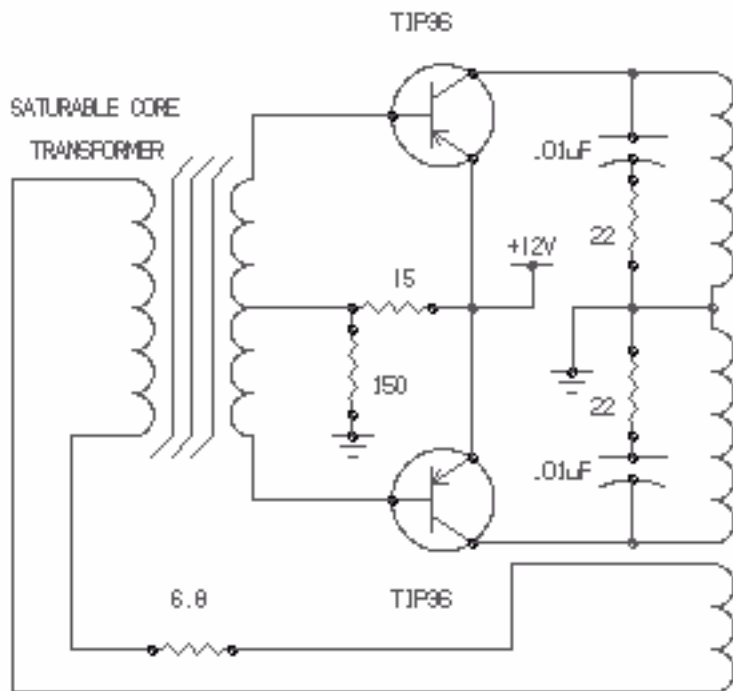 TIP36
SATURABLE CORE
TRANSFORMER
.01uF
22
+12V
15
150
22
.01uF
6.8
TIP36